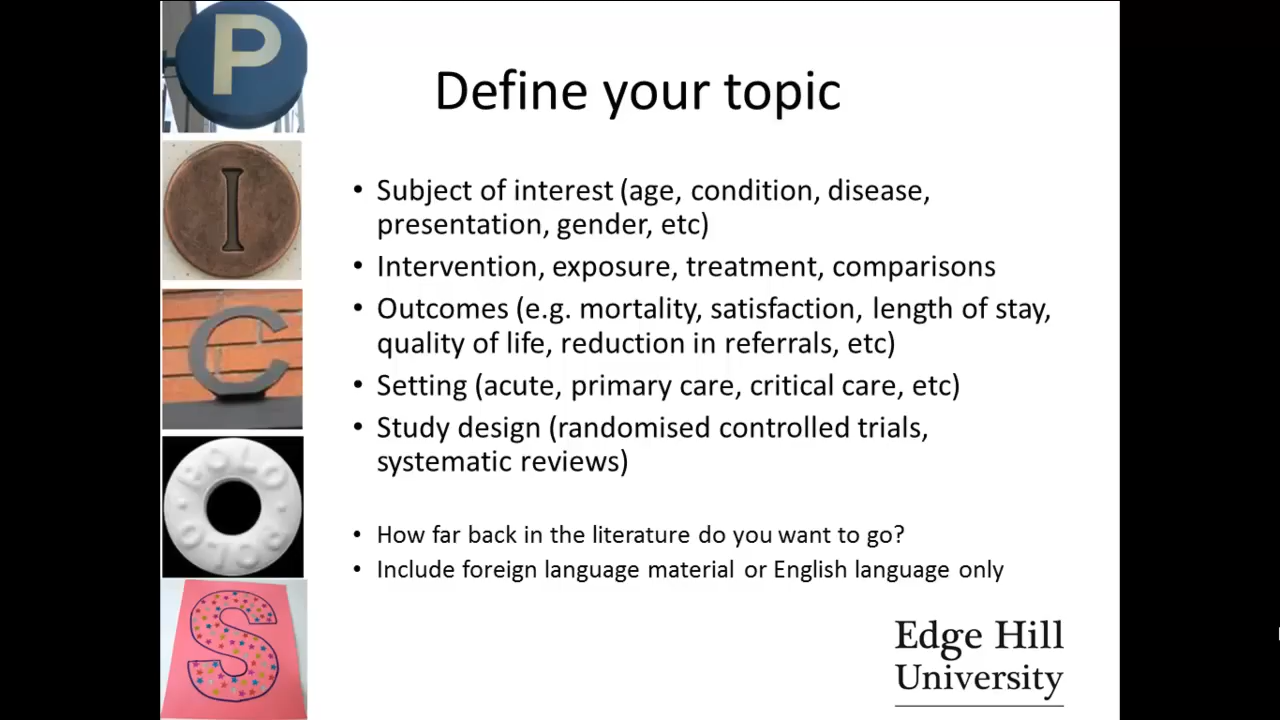 P
Define your topic
I
• Subject of interest (age, condition, disease,
presentation, gender, etc)
• Intervention, exposure, treatment, comparisons
C
• Outcomes (e.g. mortality, satisfaction, length of stay,
quality of life, reduction in referrals, etc)
• Setting (acute, primary care, critical care, etc)
• Study design (randomised controlled trials,
systematic reviews)
POLO
POLO
• How far back in the literature do you want to go?
• Include foreign language material or English language only
S
Edge Hill
University